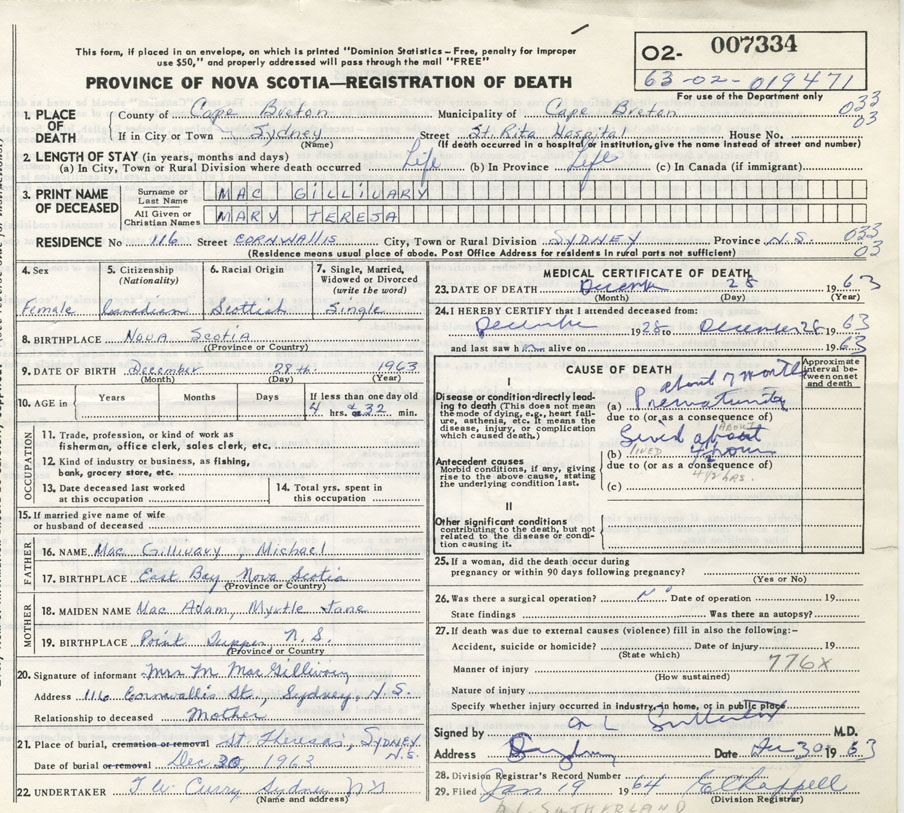 This form, if placed in an envelope, on which is printed "Dominion Statistics – Free, penalty for improper
use $50," and properly addressed will pass through the mail "FREE"
PROVINCE OF NOVA SCOTIA—REGISTRATION OF DEATH
O2- 007334
63-02-019471
For use of the Department only
1. PLACE OF DEATH
County of Cape Breton Municipality of Cape Breton 033
If in City or Town Sydney Street St. Rita Hospital House No. 03
(Name) (If death occurred in a hospital or institution, give the name instead of street and number)
2. LENGTH OF STAY (in years, months and days)
(a) In City, Town or Rural Division where death occurred Life (b) in Province Life (c) In Canada (if immigrant)
3. PRINT NAME OF DECEASED
Surname or Last Name MAC GILLIVARY
All Given or Christian Names MARY TERESA
RESIDENCE No 116 Street CORNWALLIS City, Town or Rural Division SYDNEY Province N.S. 033
(Residence means usual place of abode. Post Office Address for residents in rural parts not sufficient) 03
4. Sex 5. Citizenship (Nationality) 6. Racial Origin 7. Single, Married, Widowed or Divorced (write the word)
Female Canadian Scottish Single
8. BIRTHPLACE Nova Scotia
(Province or Country)
9. DATE OF BIRTH December 28th. 1963
(Month) (Day) (Year)
10. AGE in Years Months Days If less than one day old
4 hrs. & 32 min.
OCCUPATION
11. Trade, profession, or kind of work as
fisherman, office clerk, sales clerk, etc.
12. Kind of industry or business, as fishing,
bank, grocery store, etc
13. Date deceased last worked
at this occupation
14. Total yrs. spent in
this occupation
15. If married give name of wife
or husband of deceased
FATHER
16. NAME Mac Gillivary, Michael
17. BIRTHPLACE East Bay Nova Scotia
(Province or Country)
MOTHER
18. MAIDEN NAME Mac Adam, Myrtle Jane
19. BIRTHPLACE Point Tupper N.S.
(Province or Country)
20. Signature of informant Mrs M. MacGillivary
Address 116 Cornwallis St., Sydney, N.S.
Relationship to deceased Mother
21. Place of burial, cremation or removal St Theresa, SYDNEY
Date of burial or removal Dec 30, 1963 N.S.
22. UNDERTAKER T. W. Curry Sydney NS
(Name and address)
MEDICAL CERTIFICATE OF DEATH
23. DATE OF DEATH December 28 1963
(Month) (Day) (Year)
24. I HEREBY CERTIFY that I attended deceased from:
December 1928 to December 28 1963
and last saw h alive on 1963
CAUSE OF DEATH
Approximate interval between onset and death
I
Disease or condition directly leading to death (This does not mean the mode of dying, e.g., heart failure, asthenia, etc. It means the disease, injury, or complication which caused death.)
about 7 months
(a) Prematurity
due to (or as a consequence of)
ABOUT
Lived about
(b) LIVED 4 hours
due to (or as a consequence of)
(c)
Antecedent causes
Morbid conditions, if any, giving rise to the above cause, stating the underlying condition last.
II
Other significant conditions
contributing to the death, but not related to the disease or condition causing it.
25. If a woman, did the death occur during
pregnancy or within 90 days following pregnancy?
(Yes or No)
26. Was there a surgical operation? No Date of operation 19
State findings Was there an autopsy?
27. If death was due to external causes (violence) fill in also the following:–
Accident, suicide or homicide? Date of injury 19
(State which)
Manner of injury 776X
(How sustained)
Nature of injury
Specify whether injury occurred in industry, in home, or in public place
Signed by A L Sutherland M.D.
Address Sydney Date Dec 30 1963
28. Division Registrar's Record Number
29. Filed Jan 19 1964 E Chappell
(Division Registrar)
A.L. SUTHERLAND